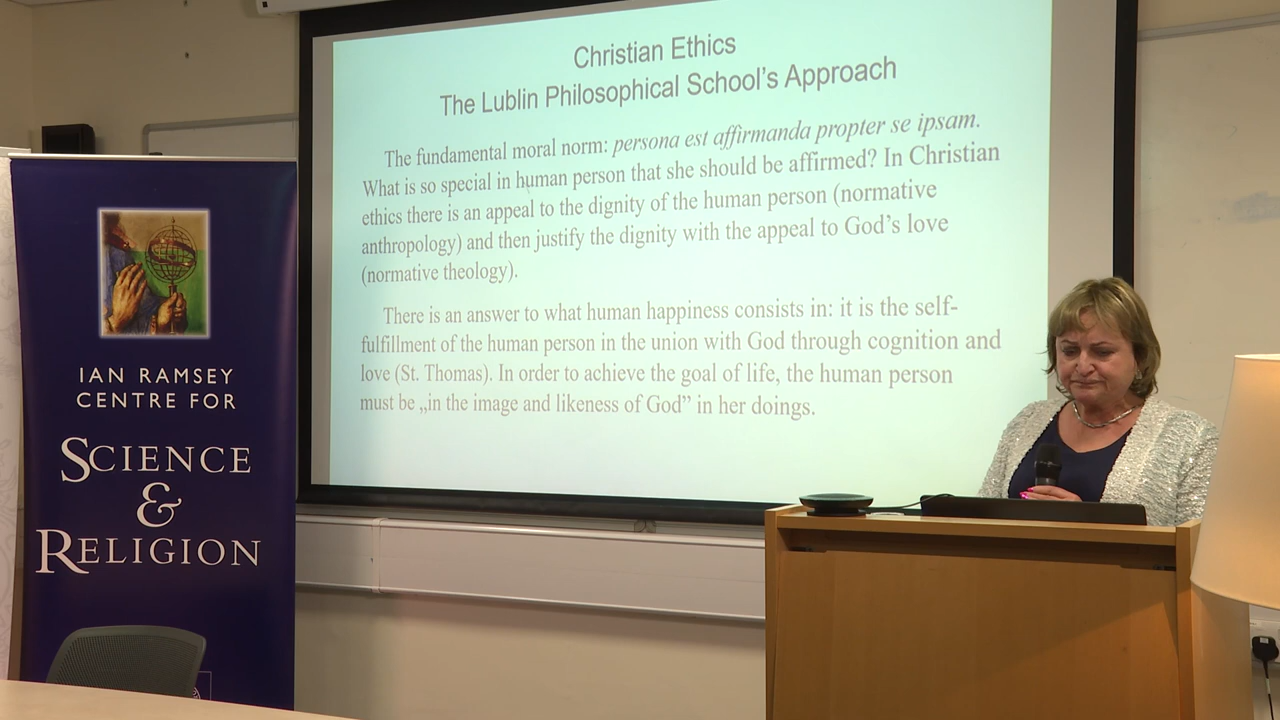 Christian Ethics
The Lublin Philosophical School's Approach
The fundamental moral norm: persona est affirmanda propter se ipsam.
What is so special in human person that she should be affirmed? In Christian
ethics there is an appeal to the dignity of the human person (normative
anthropology) and then justify the dignity with the appeal to God's love
(normative theology).
There is an answer to what human happiness consists in: it is the self-
fulfillment of the human person in the union with God through cognition and
love (St. Thomas). In order to achieve the goal of life, the human person
must be „in the image and likeness of God” in her doings.
IAN RAMSEY
CENTRE FOR
SCIENCE
&
RELIGION